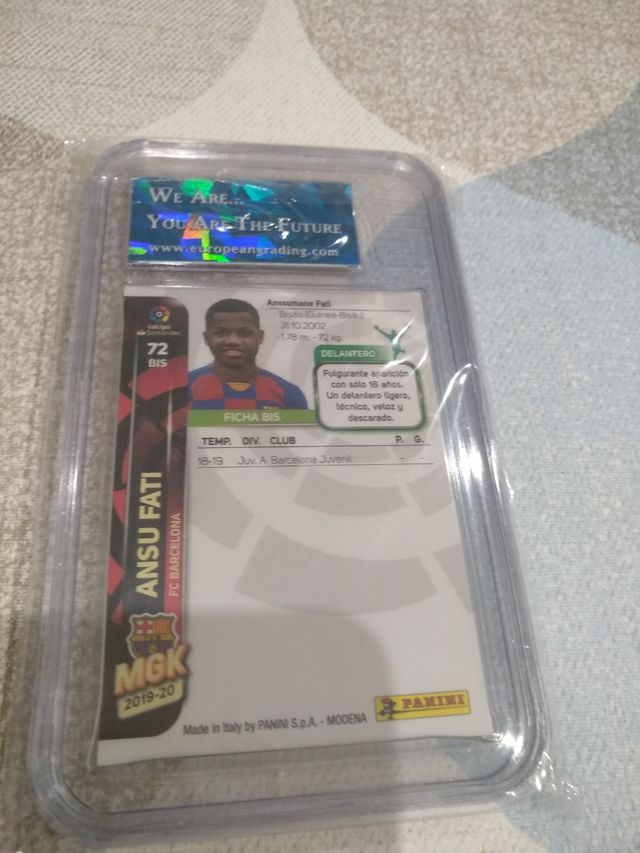 WE ARE...
YOU ARE THE FUTURE
www.europeangrading.com
LaLiga
Santander
72
BIS
Anssumane Fati
Bisáu (Guinea-Bisáu)
31.10.2002
1,78 m. - 72 kg.
DELANTERO
Fulgurante aparición
con sólo 16 años.
Un delantero ligero,
técnico, veloz y
descarado.
FICHA BIS
TEMP. DIV. CLUB P. G.
18-19 Juv. A. Barcelona Juvenil - -
ANSU FATI
FC BARCELONA
MGK
2019-20
PANINI
Made in Italy by PANINI S.p.A. - MODENA